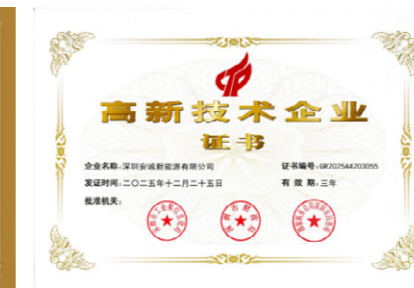 高新技术企业
证书
企业名称：深圳安诚新能源有限公司 证书编号：GR202544203055
发证时间：二〇二五年十二月二十五日 有效期：三年
批准机关：